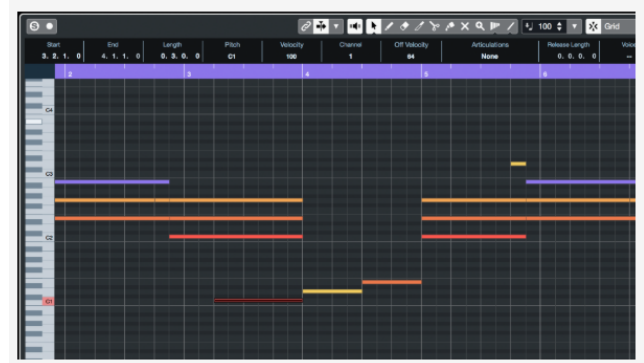 100 Grid
Start End Length Pitch Velocity Channel Off Velocity Articulations Release Length Voic
3. 2. 1. 0 4. 1. 1. 0 0. 3. 0. 0 C1 100 1 64 None 0. 0. 0. 0 --
2 3 4 5 6
C4
C3
C2
C1